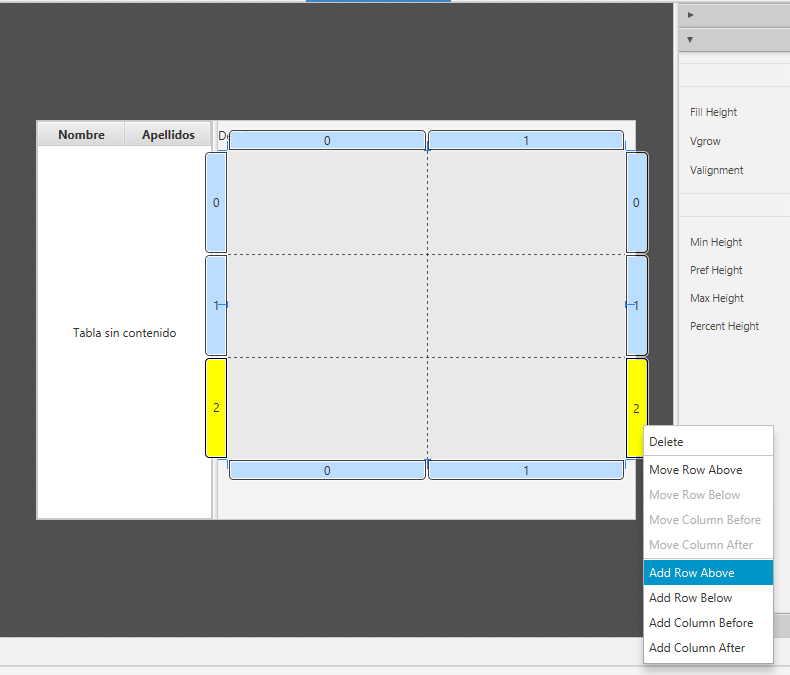 Nombre
Apellidos
0
1
0
0
1
1
Tabla sin contenido
2
2
0
1
Fill Height
Vgrow
Valignment
Min Height
Pref Height
Max Height
Percent Height
Delete
Move Row Above
Move Row Below
Move Column Before
Move Column After
Add Row Above
Add Row Below
Add Column Before
Add Column After